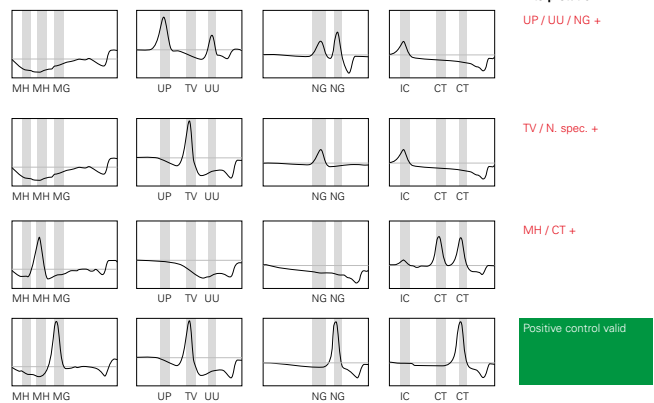 UP / UU / NG +
MH MH MG UP TV UU NG NG IC CT CT
TV / N. spec. +
MH MH MG UP TV UU NG NG IC CT CT
MH / CT +
MH MH MG UP TV UU NG NG IC CT CT
Positive control valid
MH MH MG UP TV UU NG NG IC CT CT